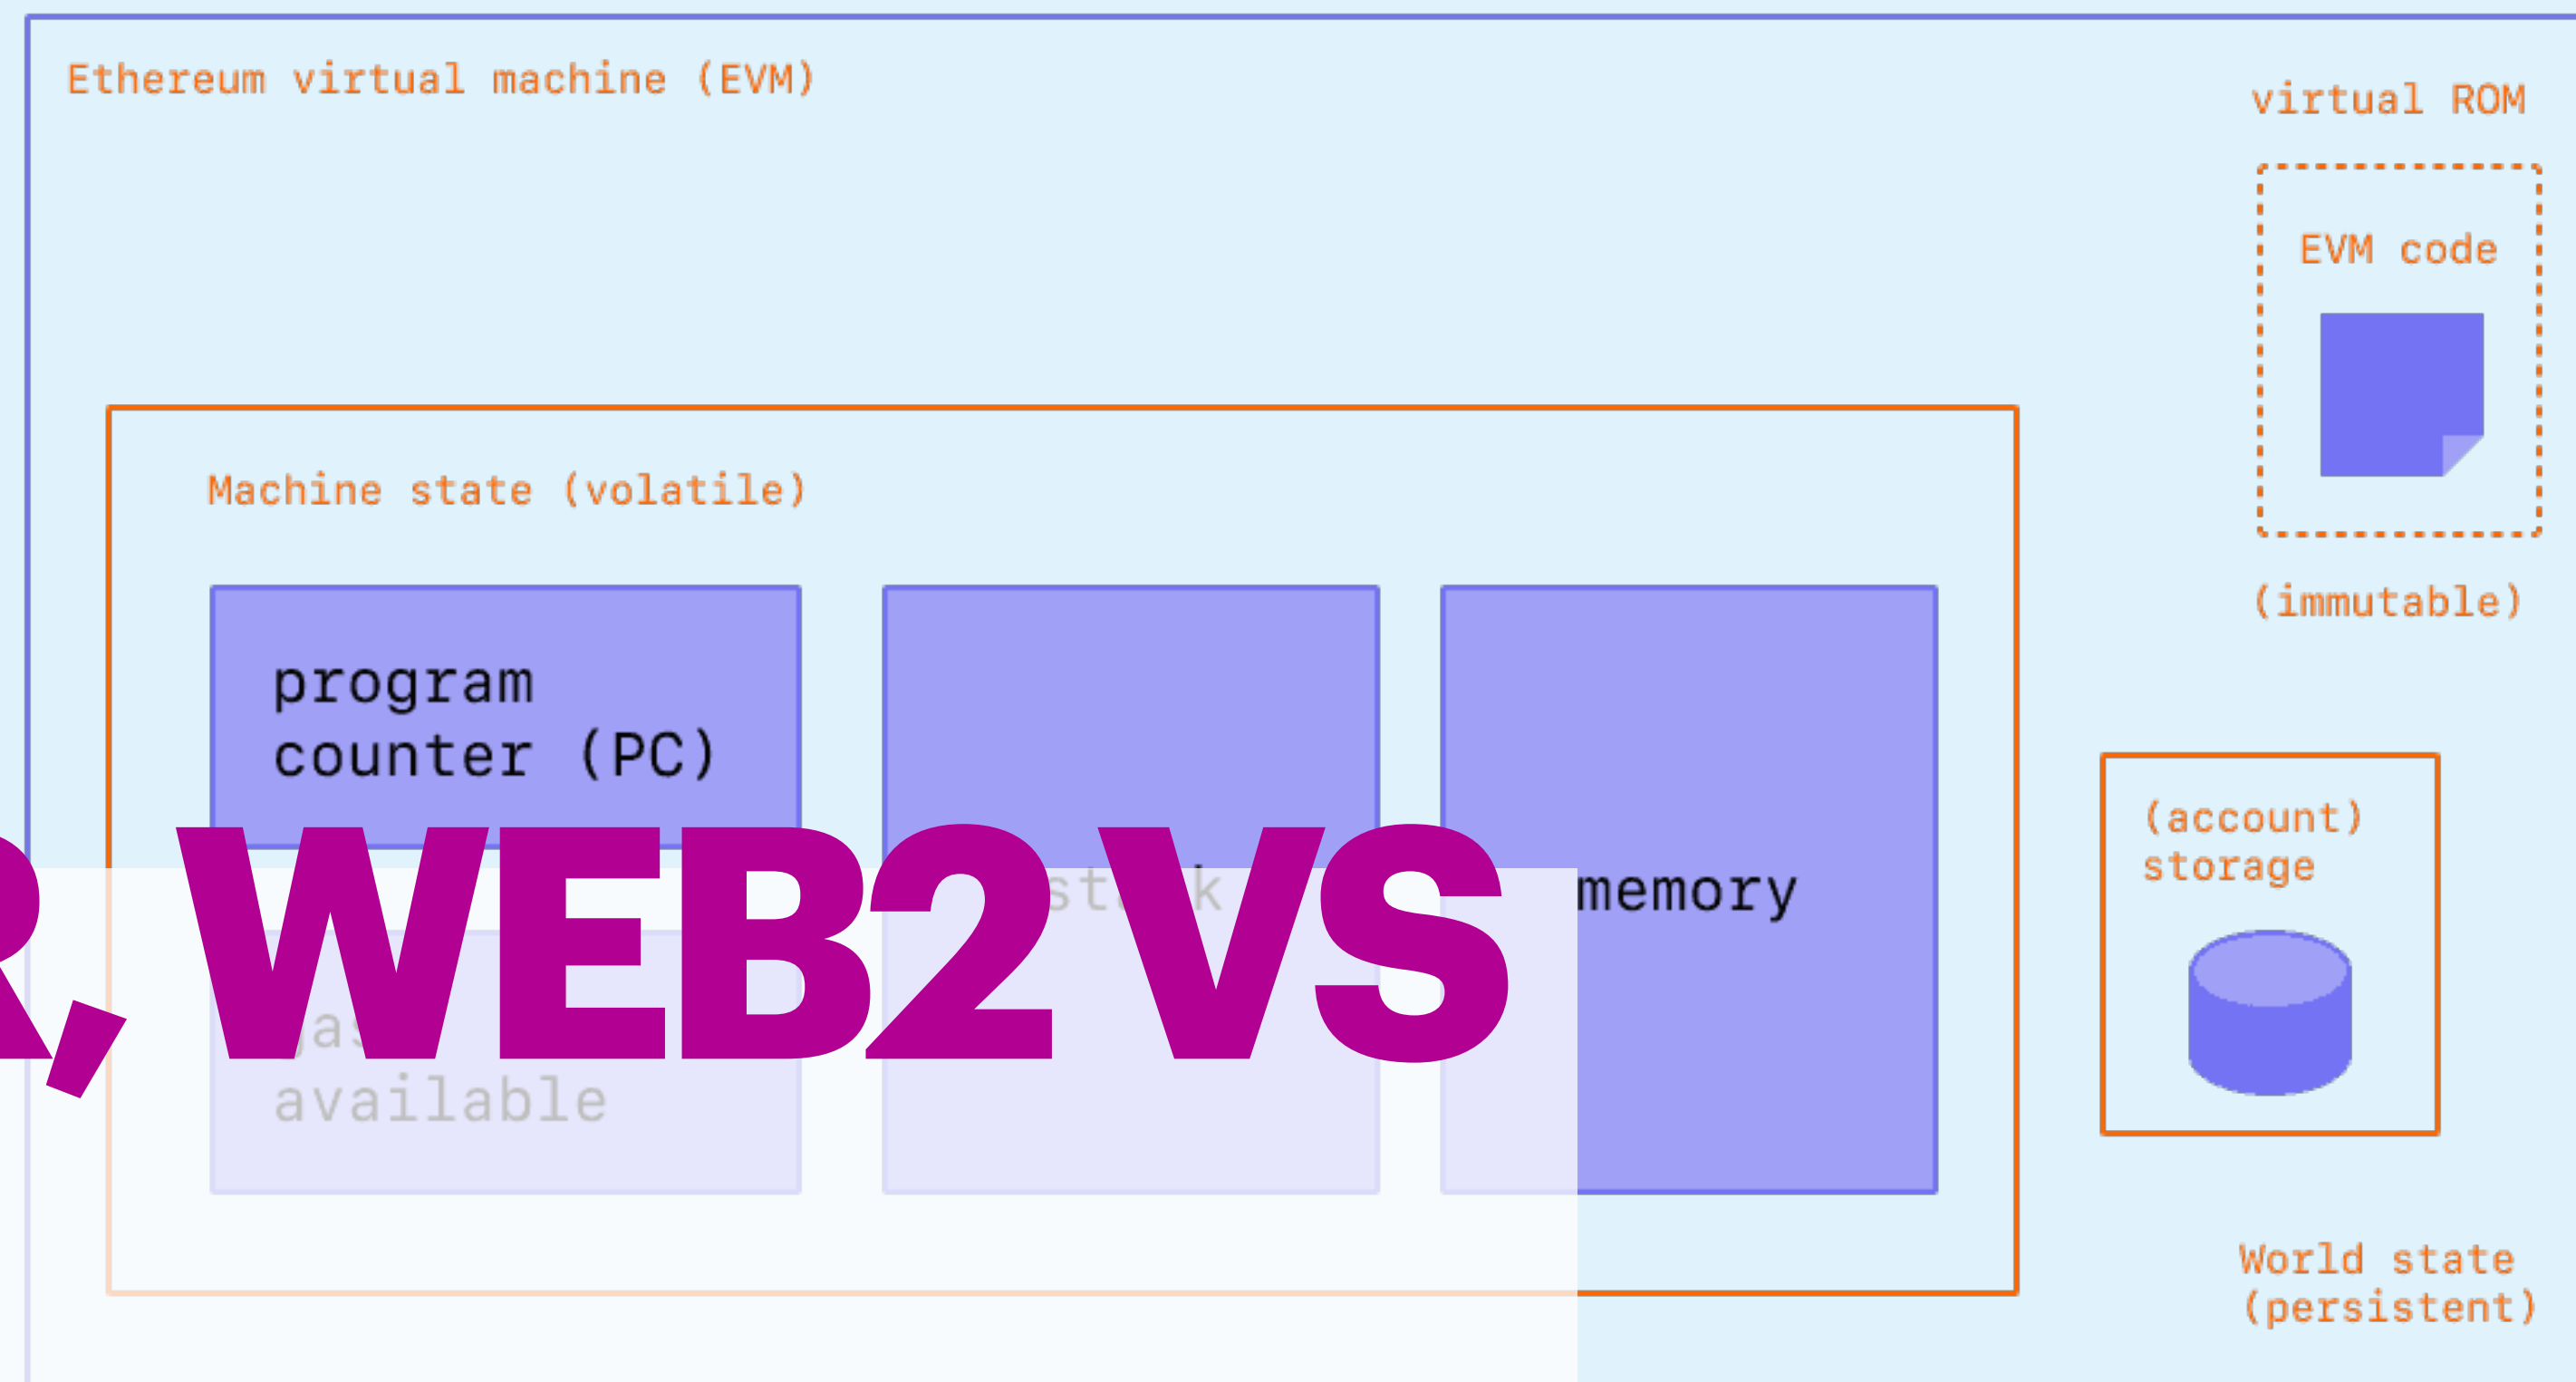 Ethereum virtual machine (EVM)
virtual ROM
EVM code
(immutable)
Machine state (volatile)
program
counter (PC)
memory
(account)
storage
R, WEB2 VS
available
World state
(persistent)